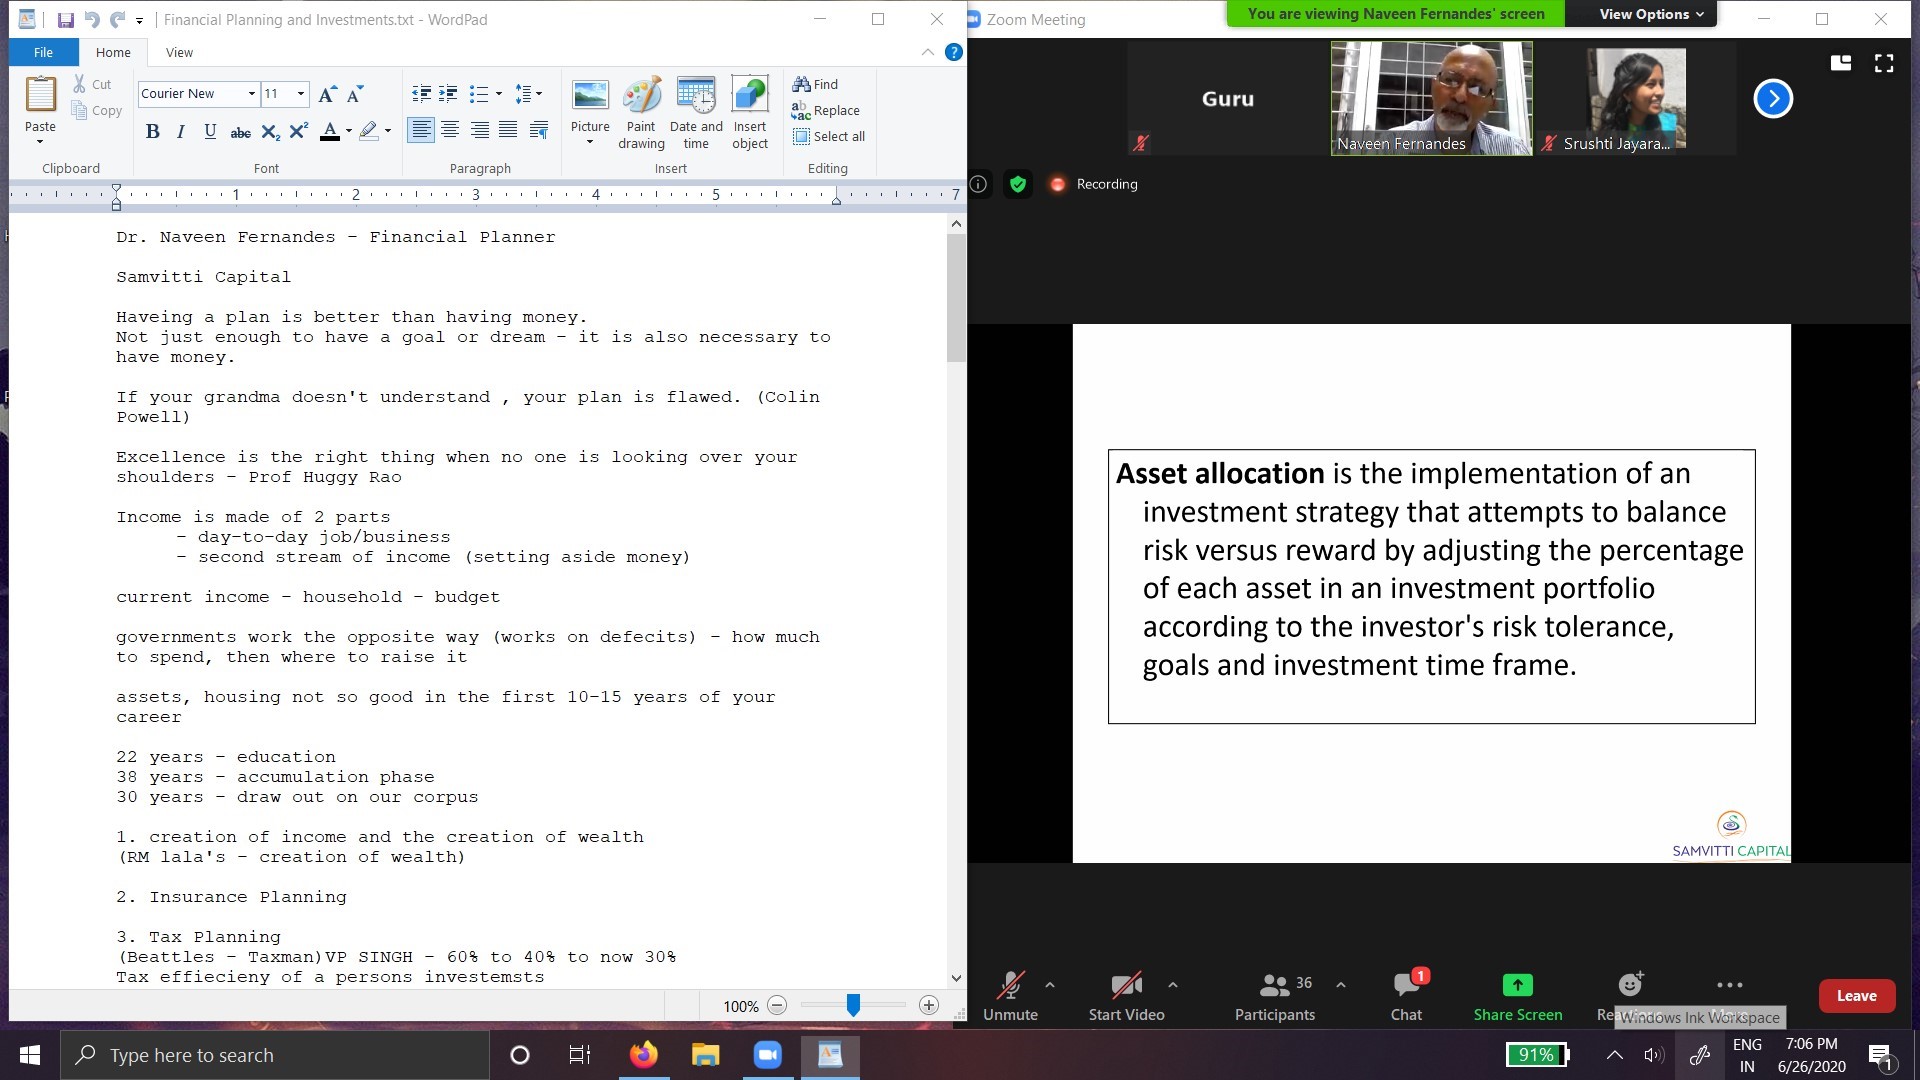 Financial Planning and Investments.txt - WordPad
File
Home
View
Paste
Cut
Copy
Clipboard
Courier New
11
B I U abc X₂ X²
A
Font
Paragraph
Picture
Paint drawing
Date and time
Insert object
Insert
Find
Replace
Select all
Editing
1 2 3 4 5 7
Dr. Naveen Fernandes - Financial Planner
Samvitti Capital
Haveing a plan is better than having money.
Not just enough to have a goal or dream - it is also necessary to
have money.
If your grandma doesn't understand , your plan is flawed. (Colin
Powell)
Excellence is the right thing when no one is looking over your
shoulders - Prof Huggy Rao
Income is made of 2 parts
- day-to-day job/business
- second stream of income (setting aside money)
current income - household - budget
governments work the opposite way (works on defecits) - how much
to spend, then where to raise it
assets, housing not so good in the first 10-15 years of your
career
22 years - education
38 years - accumulation phase
30 years - draw out on our corpus
1. creation of income and the creation of wealth
(RM lala's - creation of wealth)
2. Insurance Planning
3. Tax Planning
(Beattles - Taxman)VP SINGH - 60% to 40% to now 30%
Tax effiecieny of a persons investemsts
100%
Zoom Meeting
You are viewing Naveen Fernandes' screen
View Options
Guru
Naveen Fernandes
Srushti Jayara...
Recording
Asset allocation is the implementation of an
investment strategy that attempts to balance
risk versus reward by adjusting the percentage
of each asset in an investment portfolio
according to the investor's risk tolerance,
goals and investment time frame.
SAMVITTI CAPITAL
Unmute
Start Video
36
Participants
1
Chat
Share Screen
Windows Ink Workspace
Leave
Type here to search
91%
ENG
IN
7:06 PM
6/26/2020
1